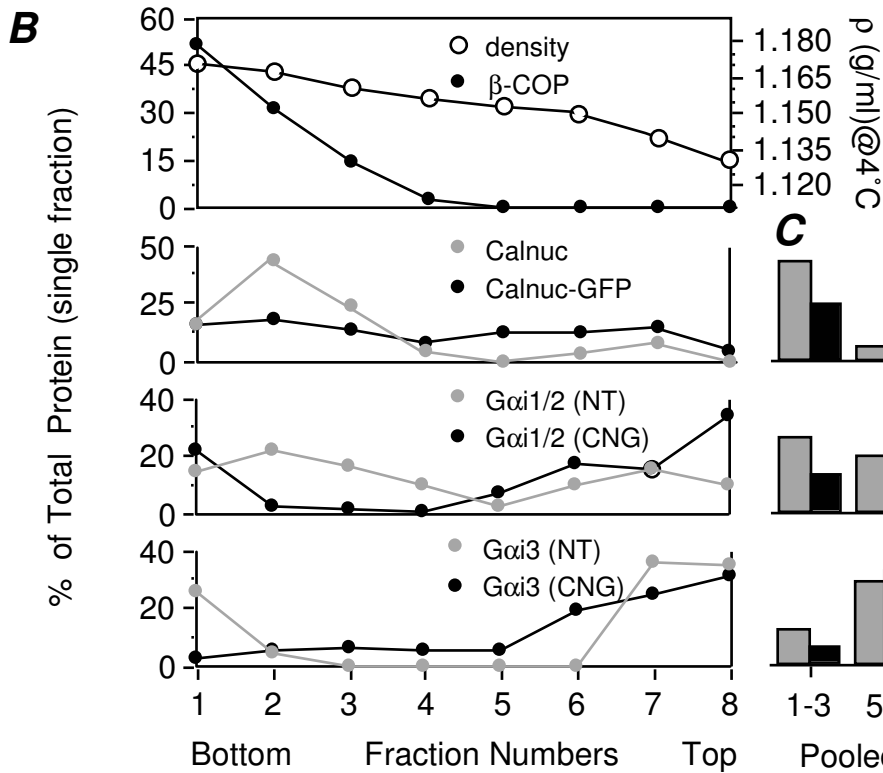 B
% of Total Protein (single fraction)
60
45
30
15
0
density
β-COP
1.180
1.165
1.150
1.135
1.120
ρ (g/ml)@4˚C
50
25
0
Calnuc
Calnuc-GFP
C
40
20
0
Gαi1/2 (NT)
Gαi1/2 (CNG)
40
20
0
Gαi3 (NT)
Gαi3 (CNG)
1 2 3 4 5 6 7 8
Bottom Fraction Numbers Top
1-3 5
Pooled